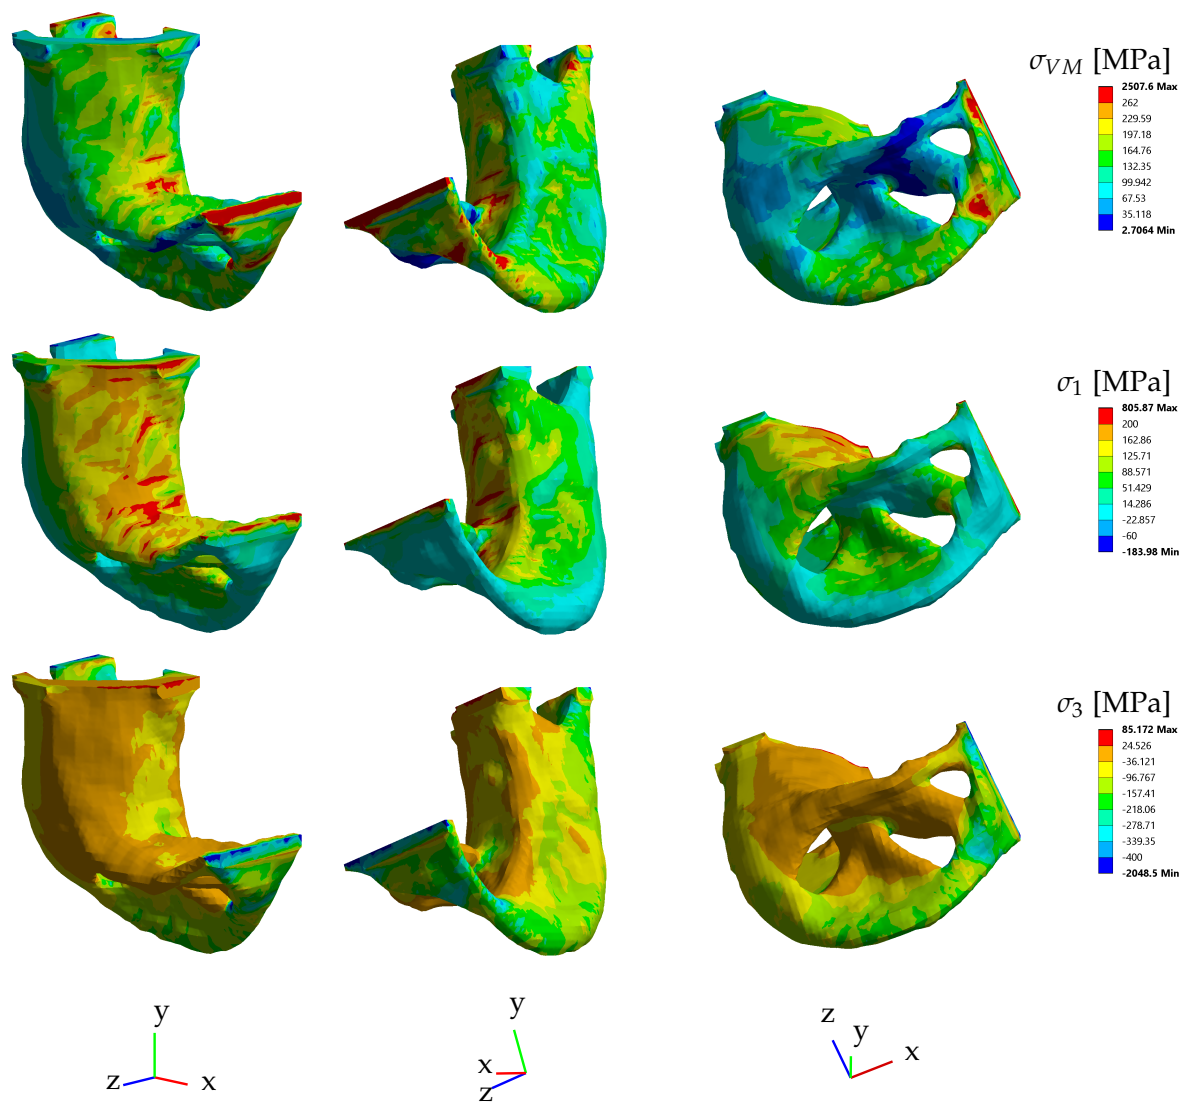 σVM [MPa]
2507.6 Max
262
229.59
197.18
164.76
132.35
99.942
67.53
35.118
2.7064 Min
σ1 [MPa]
805.87 Max
200
162.86
125.71
88.571
51.429
14.286
-22.857
-60
-183.98 Min
σ3 [MPa]
85.172 Max
24.526
-36.121
-96.767
-157.41
-218.06
-278.71
-339.35
-400
-2048.5 Min
y
z x
y
x
z
z
y
x